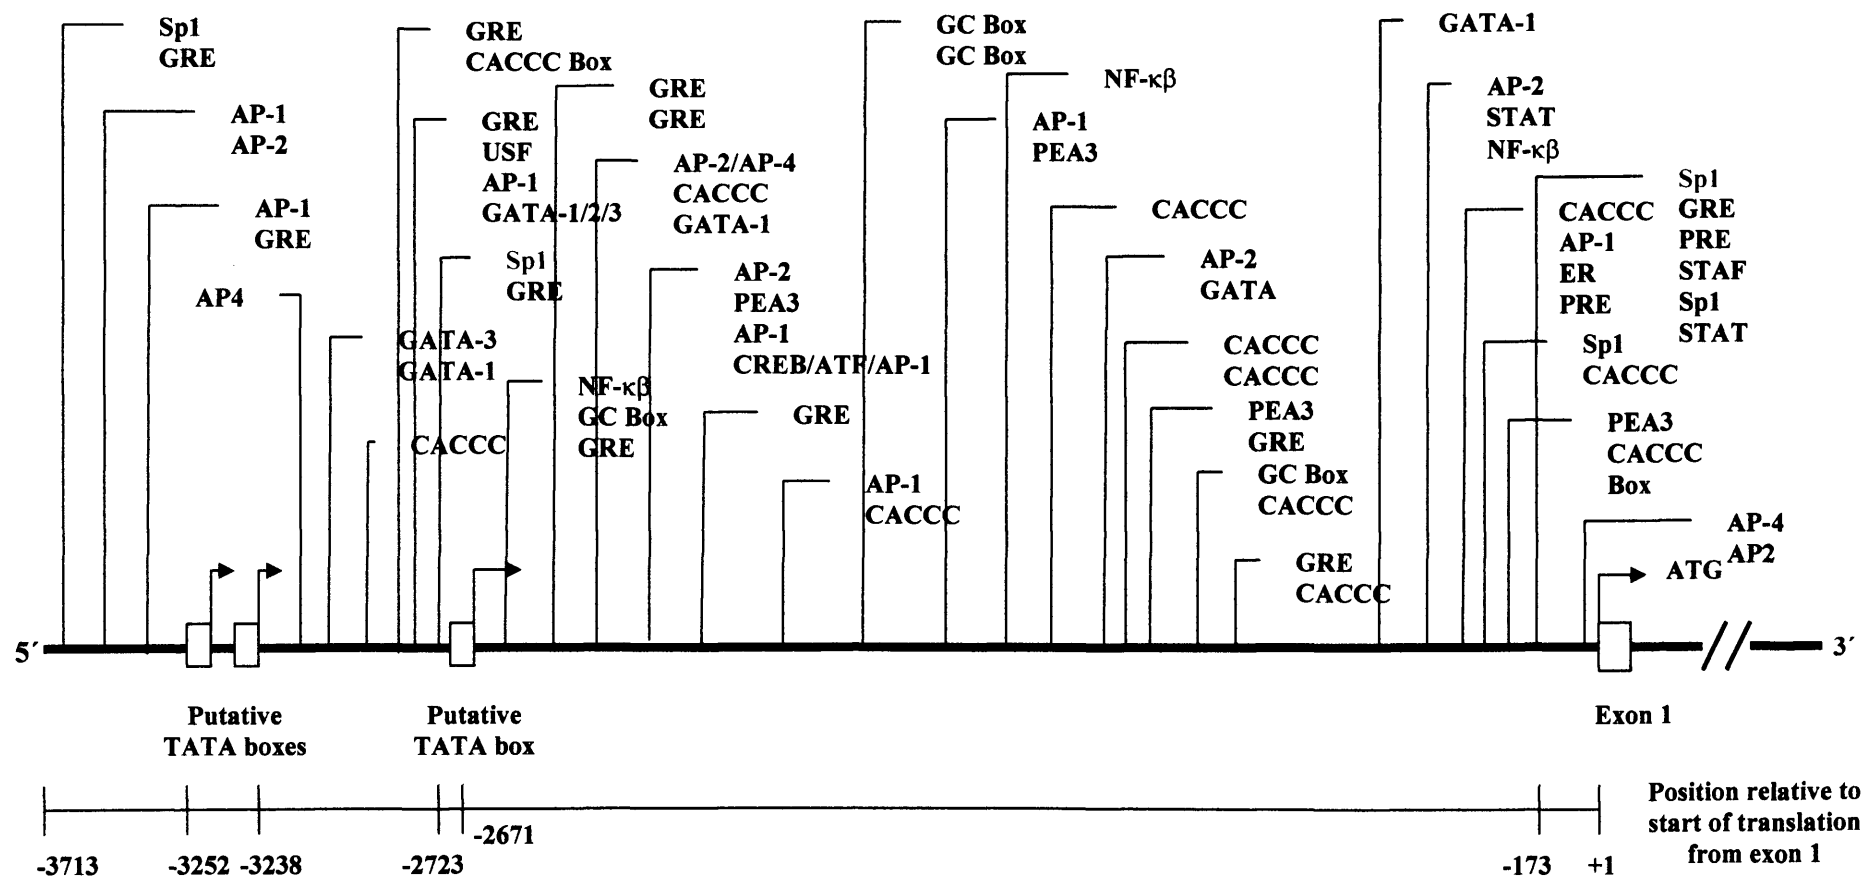 Sp1
GRE
AP-1
AP-2
AP-1
GRE
AP4
GATA-3
GATA-1
CACCC
GRE
CACCC Box
GRE
USF
AP-1
GATA-1/2/3
Sp1
GRE
NF-κβ
GC Box
GRE
GRE
GRE
AP-2/AP-4
CACCC
GATA-1
AP-2
PEA3
AP-1
CREB/ATF/AP-1
GRE
AP-1
CACCC
GC Box
GC Box
AP-1
PEA3
NF-κβ
CACCC
AP-2
GATA
CACCC
CACCC
PEA3
GRE
GC Box
CACCC
GRE
CACCC
GATA-1
AP-2
STAT
NF-κβ
CACCC
AP-1
ER
PRE
Sp1
CACCC
PEA3
CACCC
Box
Sp1
GRE
PRE
STAF
Sp1
STAT
AP-4
AP2
ATG
5´
3´
Putative
TATA boxes
Putative
TATA box
Exon 1
-3713
-3252
-3238
-2723
-2671
-173
+1
Position relative to
start of translation
from exon 1